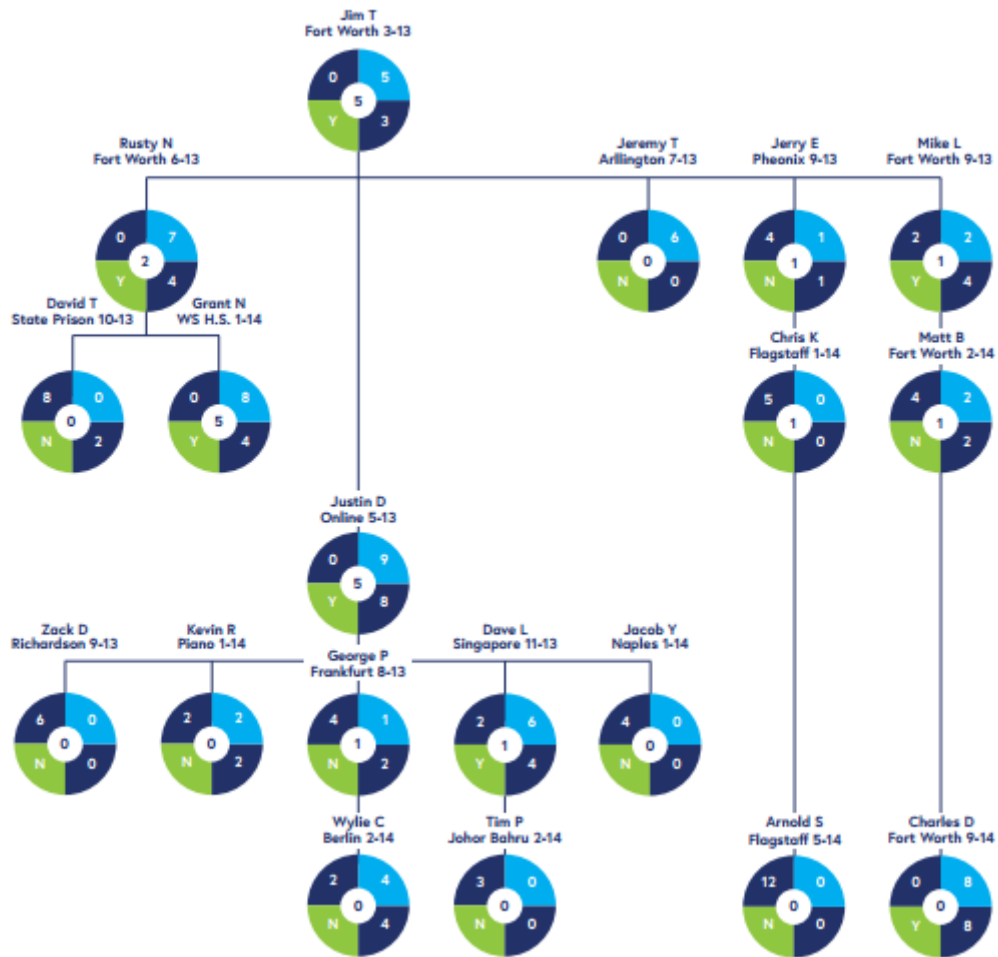 Jim T
Fort Worth 3-13
0 5
5
Y 3
Rusty N
Fort Worth 6-13
Jeremy T
Arllington 7-13
Jerry E
Pheonix 9-13
Mike L
Fort Worth 9-13
0 7
2
Y 4
0 6
0
N 0
4 1
1
N 1
2 2
1
Y 4
David T
State Prison 10-13
Grant N
WS H.S. 1-14
Chris K
Flagstaff 1-14
Matt B
Fort Worth 2-14
8 0
0
N 2
0 8
5
Y 4
5 0
1
N 0
4 2
1
N 2
Justin D
Online 5-13
0 9
5
Y 8
Zack D
Richardson 9-13
Kevin R
Plano 1-14
George P
Frankfurt 8-13
Dave L
Singapore 11-13
Jacob Y
Naples 1-14
6 0
0
N 0
2 2
0
N 2
4 1
1
N 2
2 6
1
Y 4
4 0
0
N 0
Wylie C
Berlin 2-14
Tim P
Johor Bahru 2-14
Arnold S
Flagstaff 5-14
Charles D
Fort Worth 9-14
2 4
0
N 4
3 0
0
N 0
12 0
0
N 0
0 8
0
Y 8